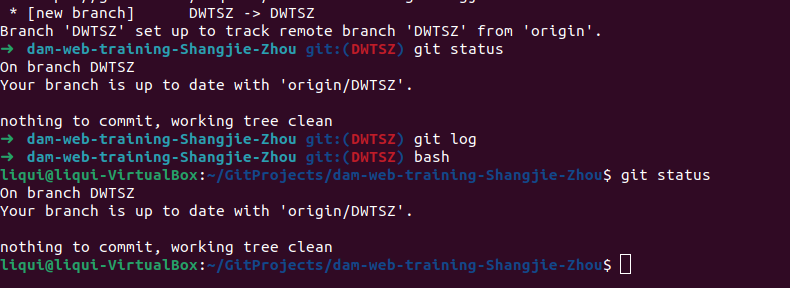 * [new branch]      DWTSZ -> DWTSZ
Branch 'DWTSZ' set up to track remote branch 'DWTSZ' from 'origin'.
➜  dam-web-training-Shangjie-Zhou git:(DWTSZ) git status
On branch DWTSZ
Your branch is up to date with 'origin/DWTSZ'.

nothing to commit, working tree clean
➜  dam-web-training-Shangjie-Zhou git:(DWTSZ) git log
➜  dam-web-training-Shangjie-Zhou git:(DWTSZ) bash
liqui@liqui-VirtualBox:~/GitProjects/dam-web-training-Shangjie-Zhou$ git status
On branch DWTSZ
Your branch is up to date with 'origin/DWTSZ'.

nothing to commit, working tree clean
liqui@liqui-VirtualBox:~/GitProjects/dam-web-training-Shangjie-Zhou$